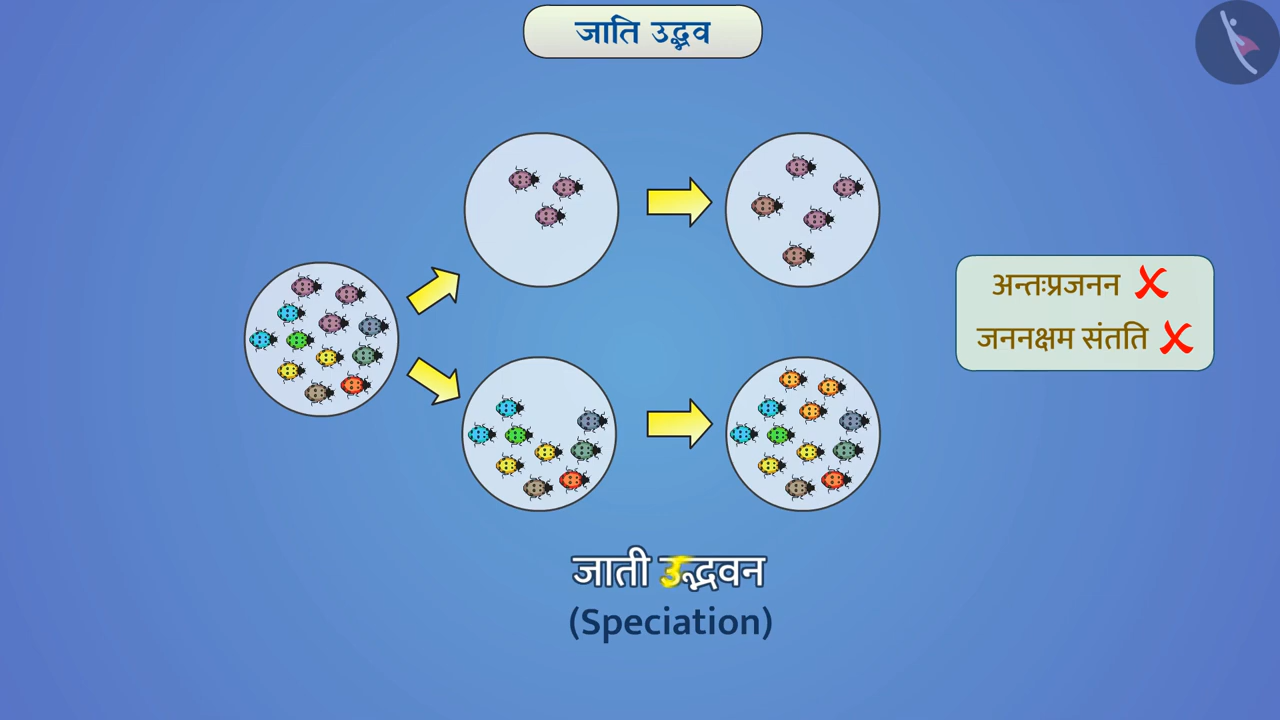 जाति उद्भव
अन्तःप्रजनन ✗
जननक्षम संतति ✗
जाती उद्भवन
(Speciation)